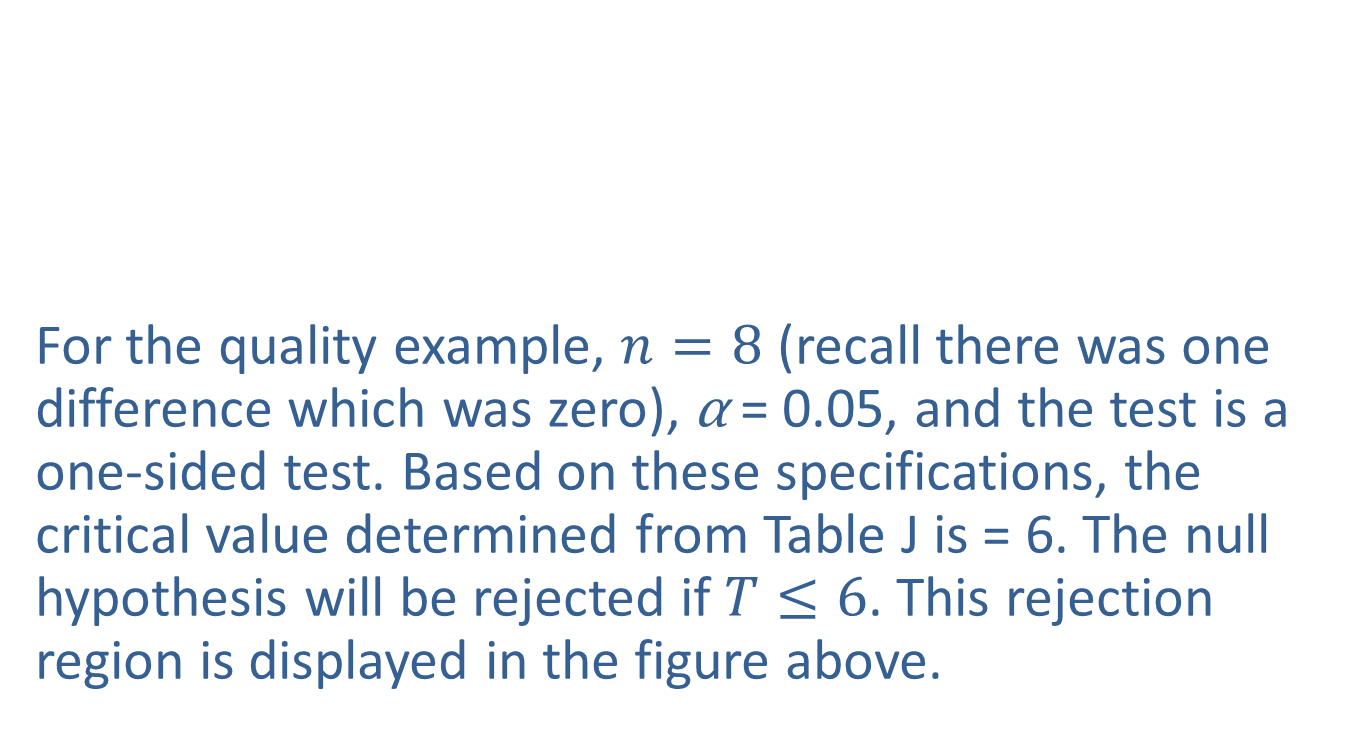 For the quality example, 𝑛 = 8 (recall there was one
difference which was zero), 𝛼 = 0.05, and the test is a
one-sided test. Based on these specifications, the
critical value determined from Table J is = 6. The null
hypothesis will be rejected if 𝑇 ≤ 6. This rejection
region is displayed in the figure above.